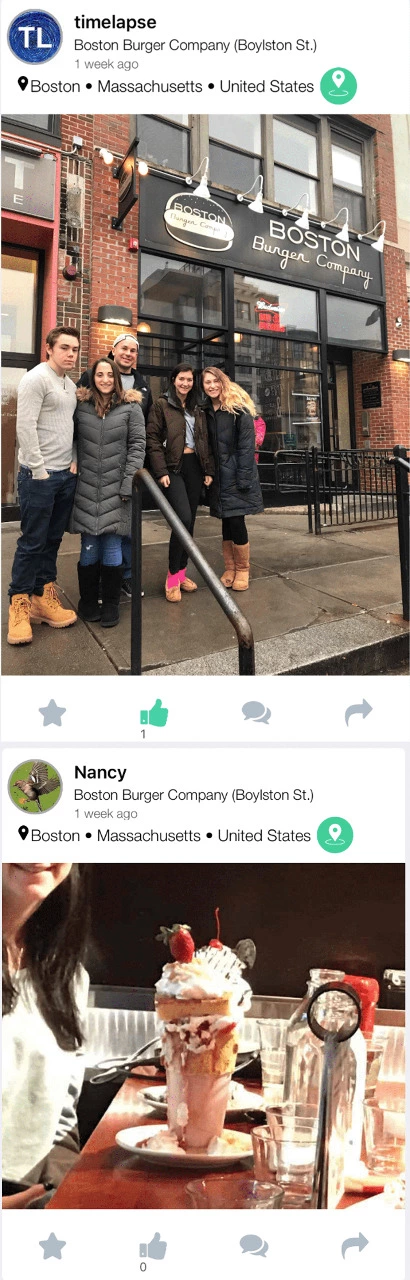 TL
timelapse
Boston Burger Company (Boylston St.)
1 week ago
Boston • Massachusetts • United States
T
E
BOSTON
Burger Company
BOSTON
Burger Company
1
Nancy
Boston Burger Company (Boylston St.)
1 week ago
Boston • Massachusetts • United States
0